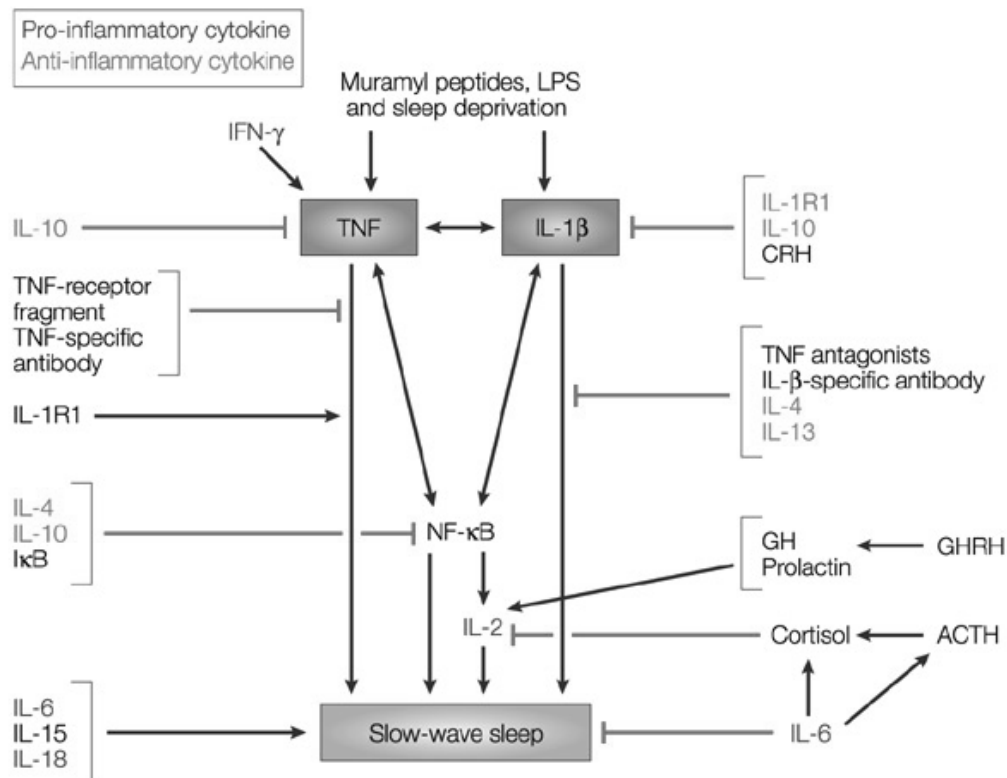 Pro-inflammatory cytokine
Anti-inflammatory cytokine
Muramyl peptides, LPS
and sleep deprivation
IFN-γ
IL-10
TNF
IL-1β
IL-1R1
IL-10
CRH
TNF-receptor
fragment
TNF-specific
antibody
TNF antagonists
IL-β-specific antibody
IL-4
IL-13
IL-1R1
IL-4
IL-10
IκB
NF-κB
GH
Prolactin
GHRH
IL-2
Cortisol
ACTH
IL-6
IL-15
IL-18
Slow-wave sleep
IL-6